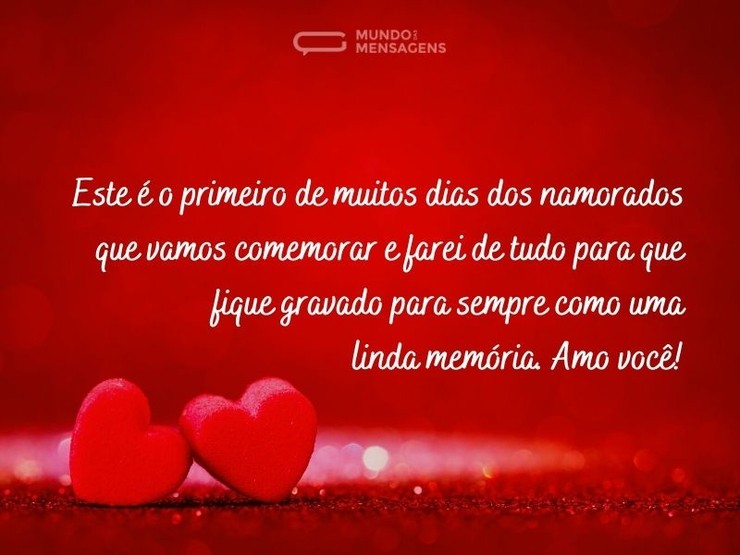 MUNDO DAS
MENSAGENS
Este é o primeiro de muitos dias dos namorados
que vamos comemorar e farei de tudo para que
fique gravado para sempre como uma
linda memória. Amo você!